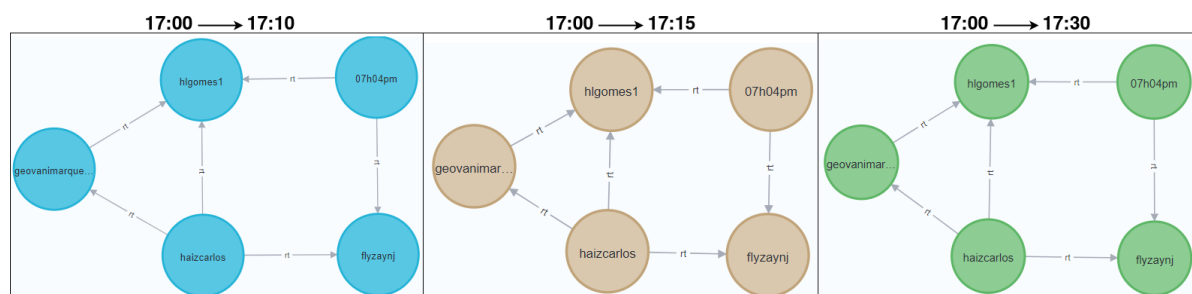 17:00 → 17:10
hlgomes1
rt
07h04pm
rt
rt
rt
geovanimarque...
rt
haizcarlos
rt
flyzaynj
17:00 → 17:15
hlgomes1
rt
07h04pm
rt
geovanimar...
rt
rt
rt
haizcarlos
rt
flyzaynj
17:00 → 17:30
hlgomes1
rt
07h04pm
rt
geovanimar...
rt
rt
rt
haizcarlos
rt
flyzaynj